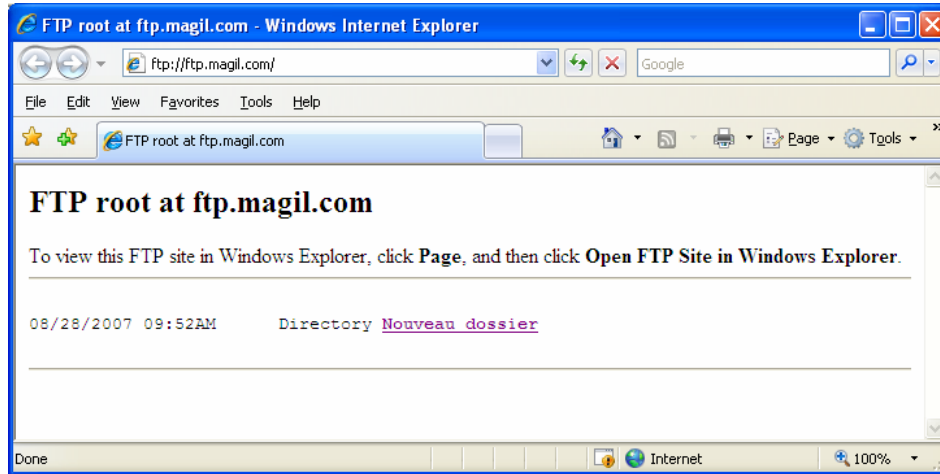 FTP root at ftp.magil.com - Windows Internet Explorer
ftp://ftp.magil.com/
Google
File Edit View Favorites Tools Help
FTP root at ftp.magil.com
Page Tools
FTP root at ftp.magil.com
To view this FTP site in Windows Explorer, click Page, and then click Open FTP Site in Windows Explorer.
08/28/2007 09:52AM Directory Nouveau dossier
Done Internet 100%